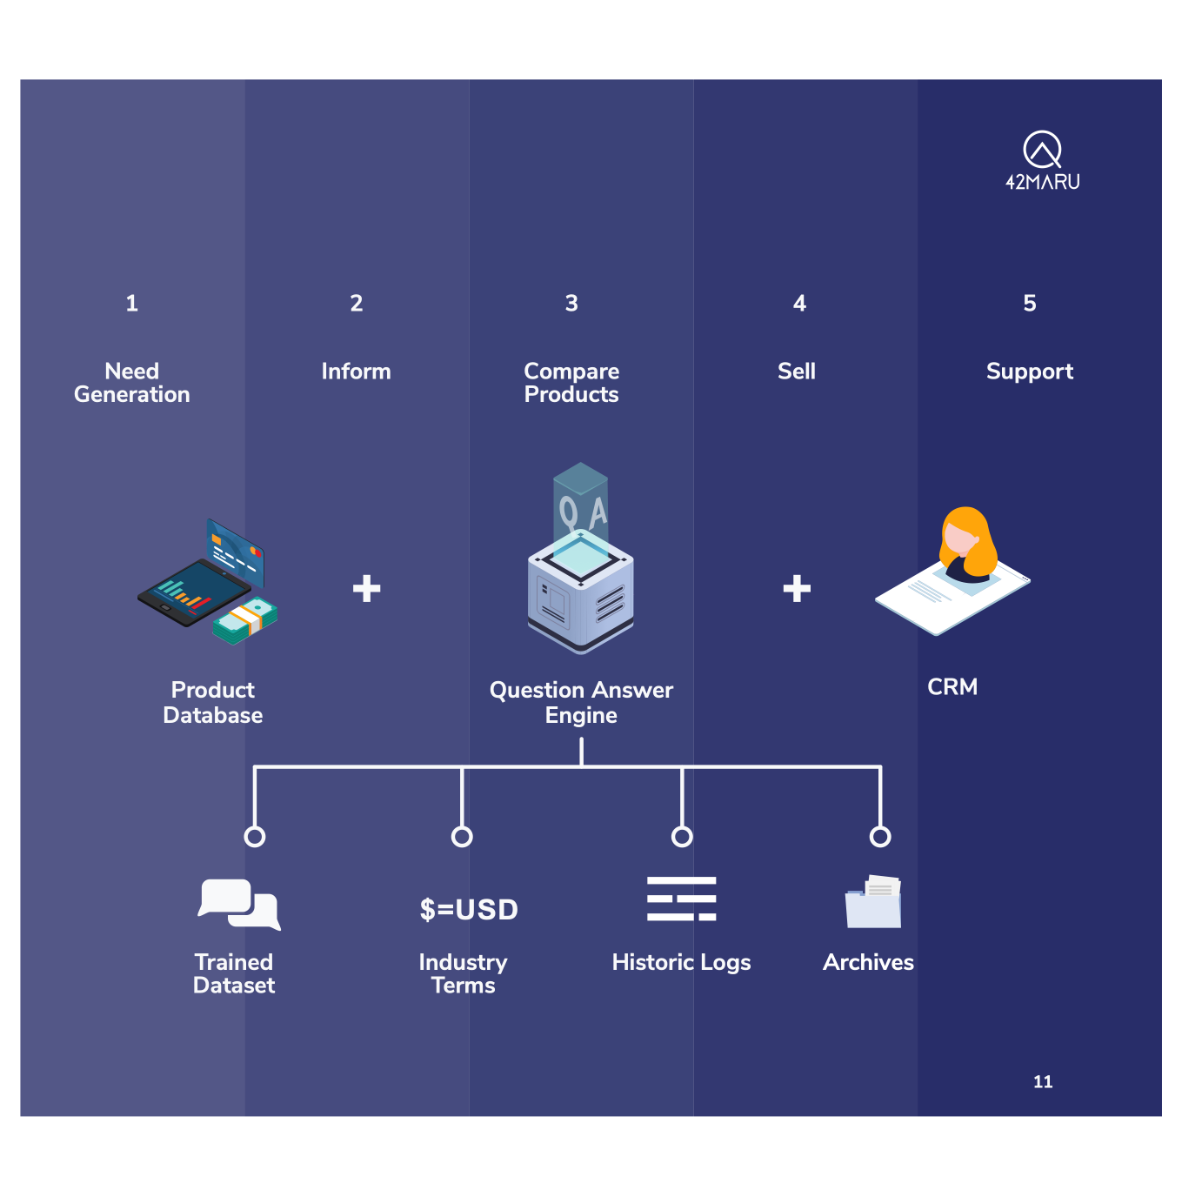 42MARU
1
2
3
4
5
Need
Generation
Inform
Compare
Products
Sell
Support
Q A
Product
Database
Question Answer
Engine
CRM
$=USD
Trained
Dataset
Industry
Terms
Historic Logs
Archives
11